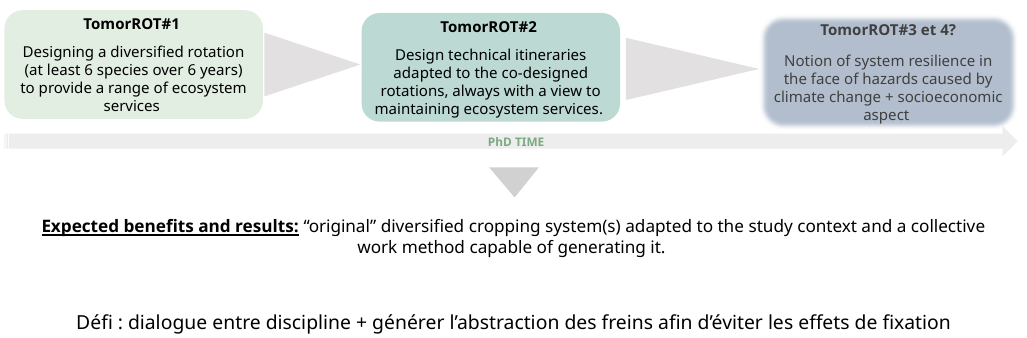 TomorROT#1
Designing a diversified rotation
(at least 6 species over 6 years)
to provide a range of ecosystem
services
TomorROT#2
Design technical itineraries
adapted to the co-designed
rotations, always with a view to
maintaining ecosystem services.
TomorROT#3 et 4?
Notion of system resilience in
the face of hazards caused by
climate change + socioeconomic
aspect
PhD TIME
Expected benefits and results: “original” diversified cropping system(s) adapted to the study context and a collective
work method capable of generating it.
Défi : dialogue entre discipline + générer l’abstraction des freins afin d’éviter les effets de fixation